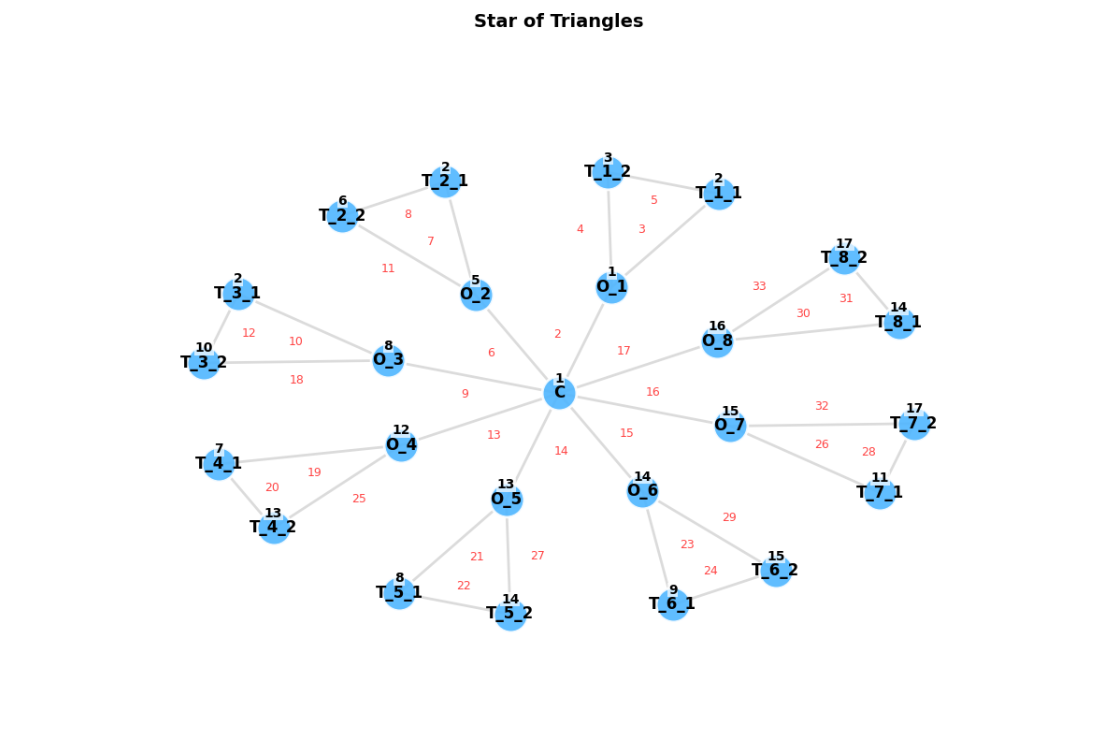 Star of Triangles
3
T_1_2
2
T_2_1
2
T_1_1
5
6
T_2_2
8
4
3
7
17
T_8_2
11
2
T_3_1
5
O_2
1
O_1
33
31
14
T_8_1
30
12
2
16
O_8
10
10
T_3_2
8
O_3
6
17
18
1
C
9
16
32
15
O_7
17
T_7_2
12
O_4
13
15
26
28
7
T_4_1
14
19
20
25
14
O_6
11
T_7_1
13
O_5
13
T_4_2
29
23
21
27
15
T_6_2
24
22
8
T_5_1
9
T_6_1
14
T_5_2